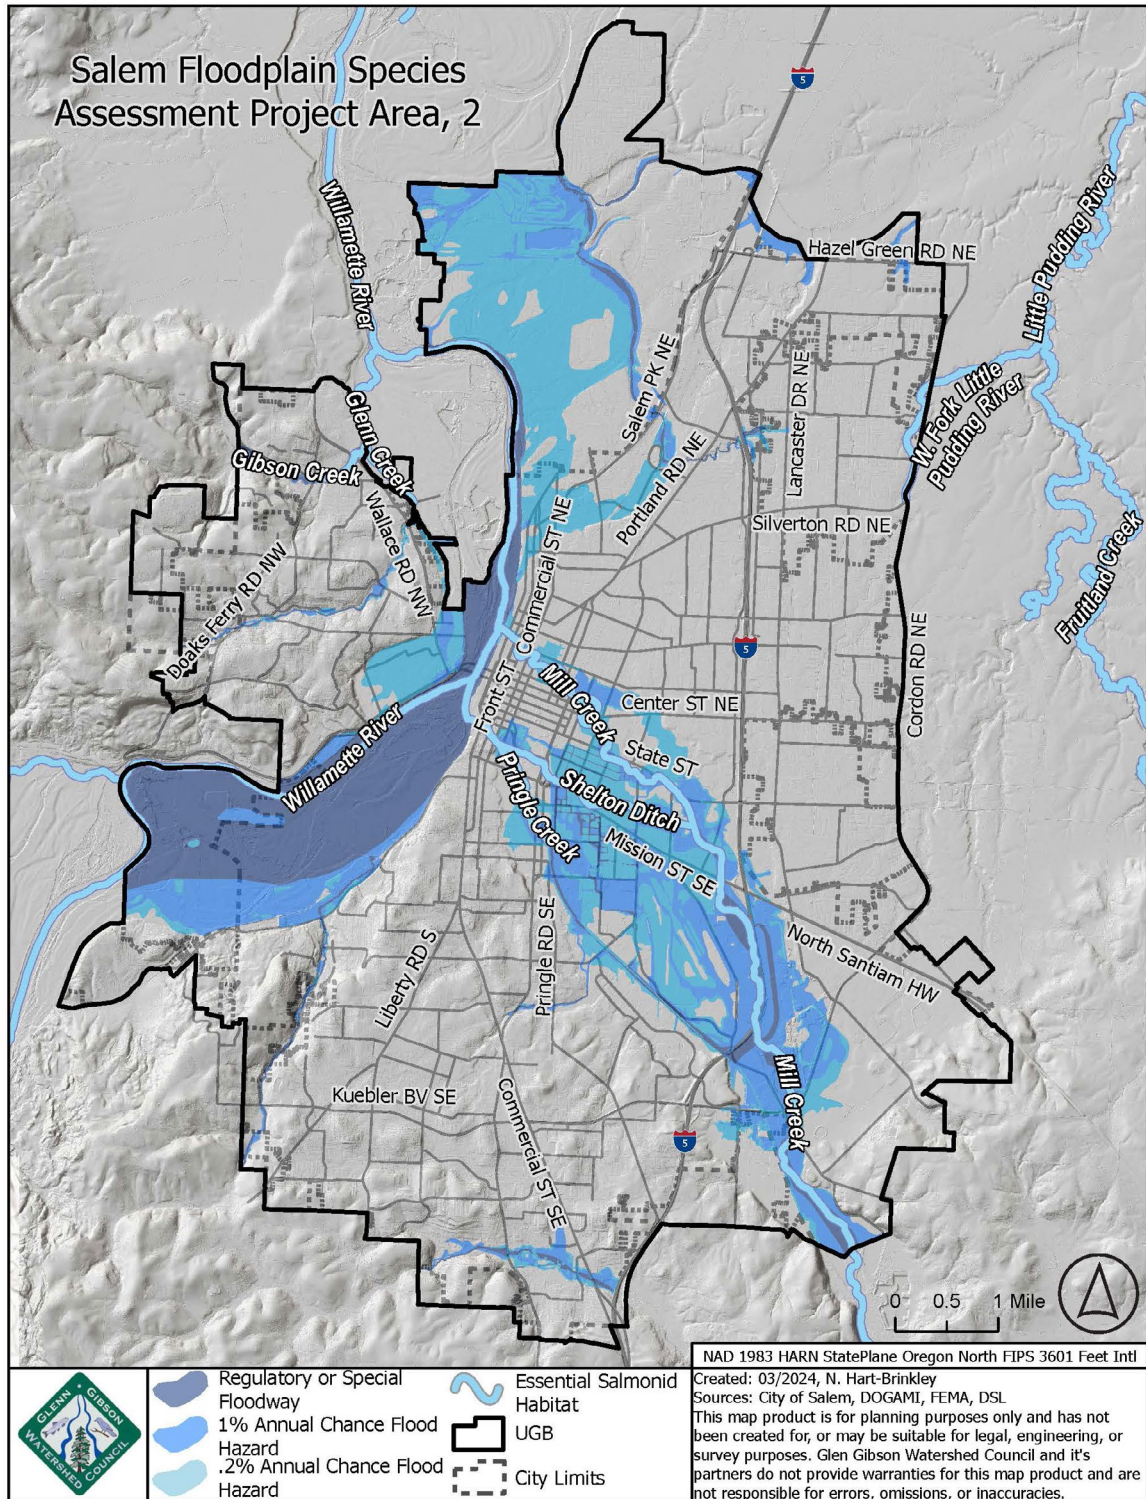 Salem Floodplain Species
Assessment Project Area, 2
5
Willamette River
Little Pudding River
Hazel Green RD NE
Salem PK NE
Lancaster DR NE
W. Fork Little
Pudding River
Glenn Creek
Gibson Creek
Portland RD NE
Wallace RD NW
Commercial ST NE
Silverton RD NE
Doaks Ferry RD NW
Fruitland Creek
5
Cordon RD NE
Front ST
Mill Creek
Center ST NE
Willamette River
State ST
Pringle Creek
Shelton Ditch
Mission ST SE
Pringle RD SE
North Santiam HW
Liberty RD S
Kuebler BV SE
Commercial ST SE
Mill Creek
5
0 0.5 1 Mile
NAD 1983 HARN StatePlane Oregon North FIPS 3601 Feet Intl
GLENN · GIBSON
WATERSHED COUNCIL
Regulatory or Special
Floodway
1% Annual Chance Flood
Hazard
.2% Annual Chance Flood
Hazard
Essential Salmonid
Habitat
UGB
City Limits
Created: 03/2024, N. Hart-Brinkley
Sources: City of Salem, DOGAMI, FEMA, DSL
This map product is for planning purposes only and has not
been created for, or may be suitable for legal, engineering, or
survey purposes. Glen Gibson Watershed Council and it's
partners do not provide warranties for this map product and are
not responsible for errors, omissions, or inaccuracies.